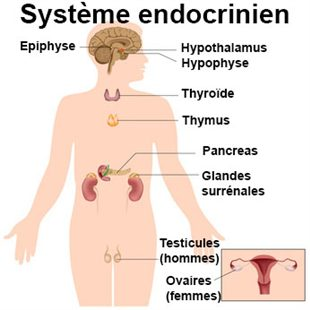 Système endocrinien
Epiphyse
Hypothalamus
Hypophyse
Thyroïde
Thymus
Pancreas
Glandes
surrénales
Testicules
(hommes)
Ovaires
(femmes)